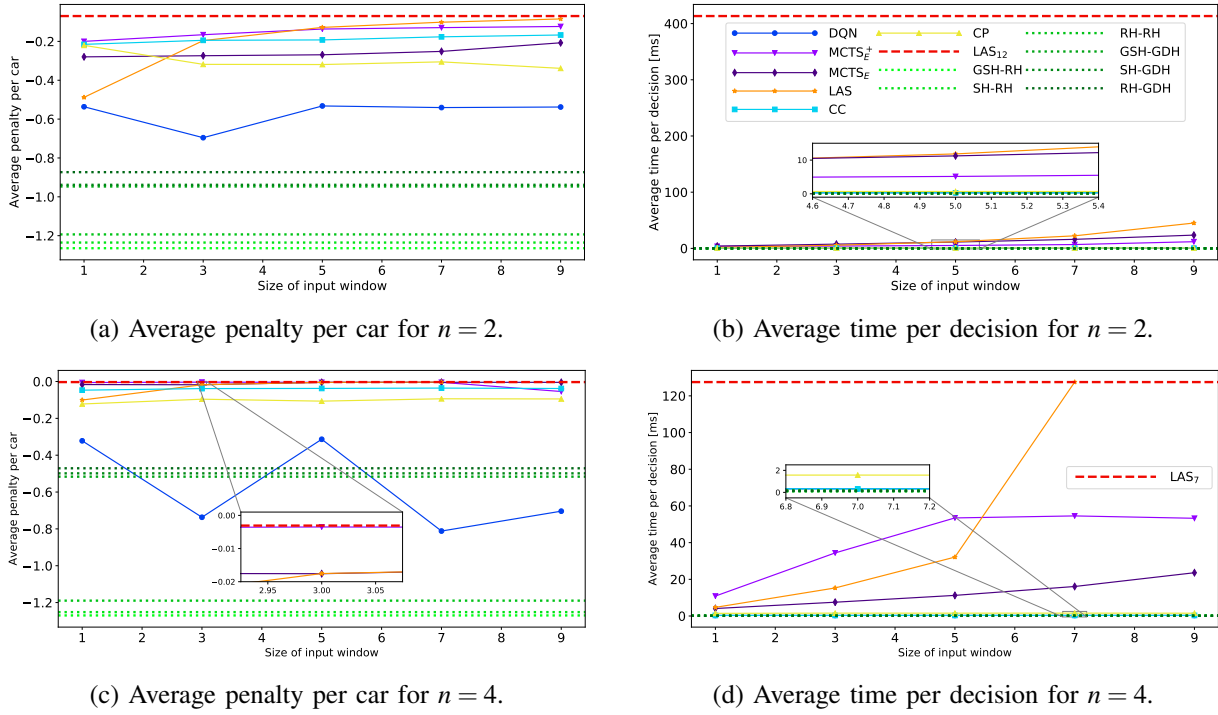 Average penalty per car
−0.2
−0.4
−0.6
−0.8
−1.0
−1.2
1 2 3 4 5 6 7 8 9
Size of input window
(a) Average penalty per car for n = 2.
Average time per decision [ms]
400
300
200
100
0
DQN
MCTS_E^+
MCTS_E
LAS
CC
CP
LAS_12
GSH-RH
SH-RH
RH-RH
GSH-GDH
SH-GDH
RH-GDH
10
0
4.6 4.7 4.8 4.9 5.0 5.1 5.2 5.3 5.4
1 2 3 4 5 6 7 8 9
Size of input window
(b) Average time per decision for n = 2.
Average penalty per car
0.0
−0.2
−0.4
−0.6
−0.8
−1.0
−1.2
0.00
−0.01
−0.02
2.95 3.00 3.05
1 2 3 4 5 6 7 8 9
Size of input window
(c) Average penalty per car for n = 4.
Average time per decision [ms]
120
100
80
60
40
20
0
2
0
6.8 6.9 7.0 7.1 7.2
LAS_7
1 2 3 4 5 6 7 8 9
Size of input window
(d) Average time per decision for n = 4.